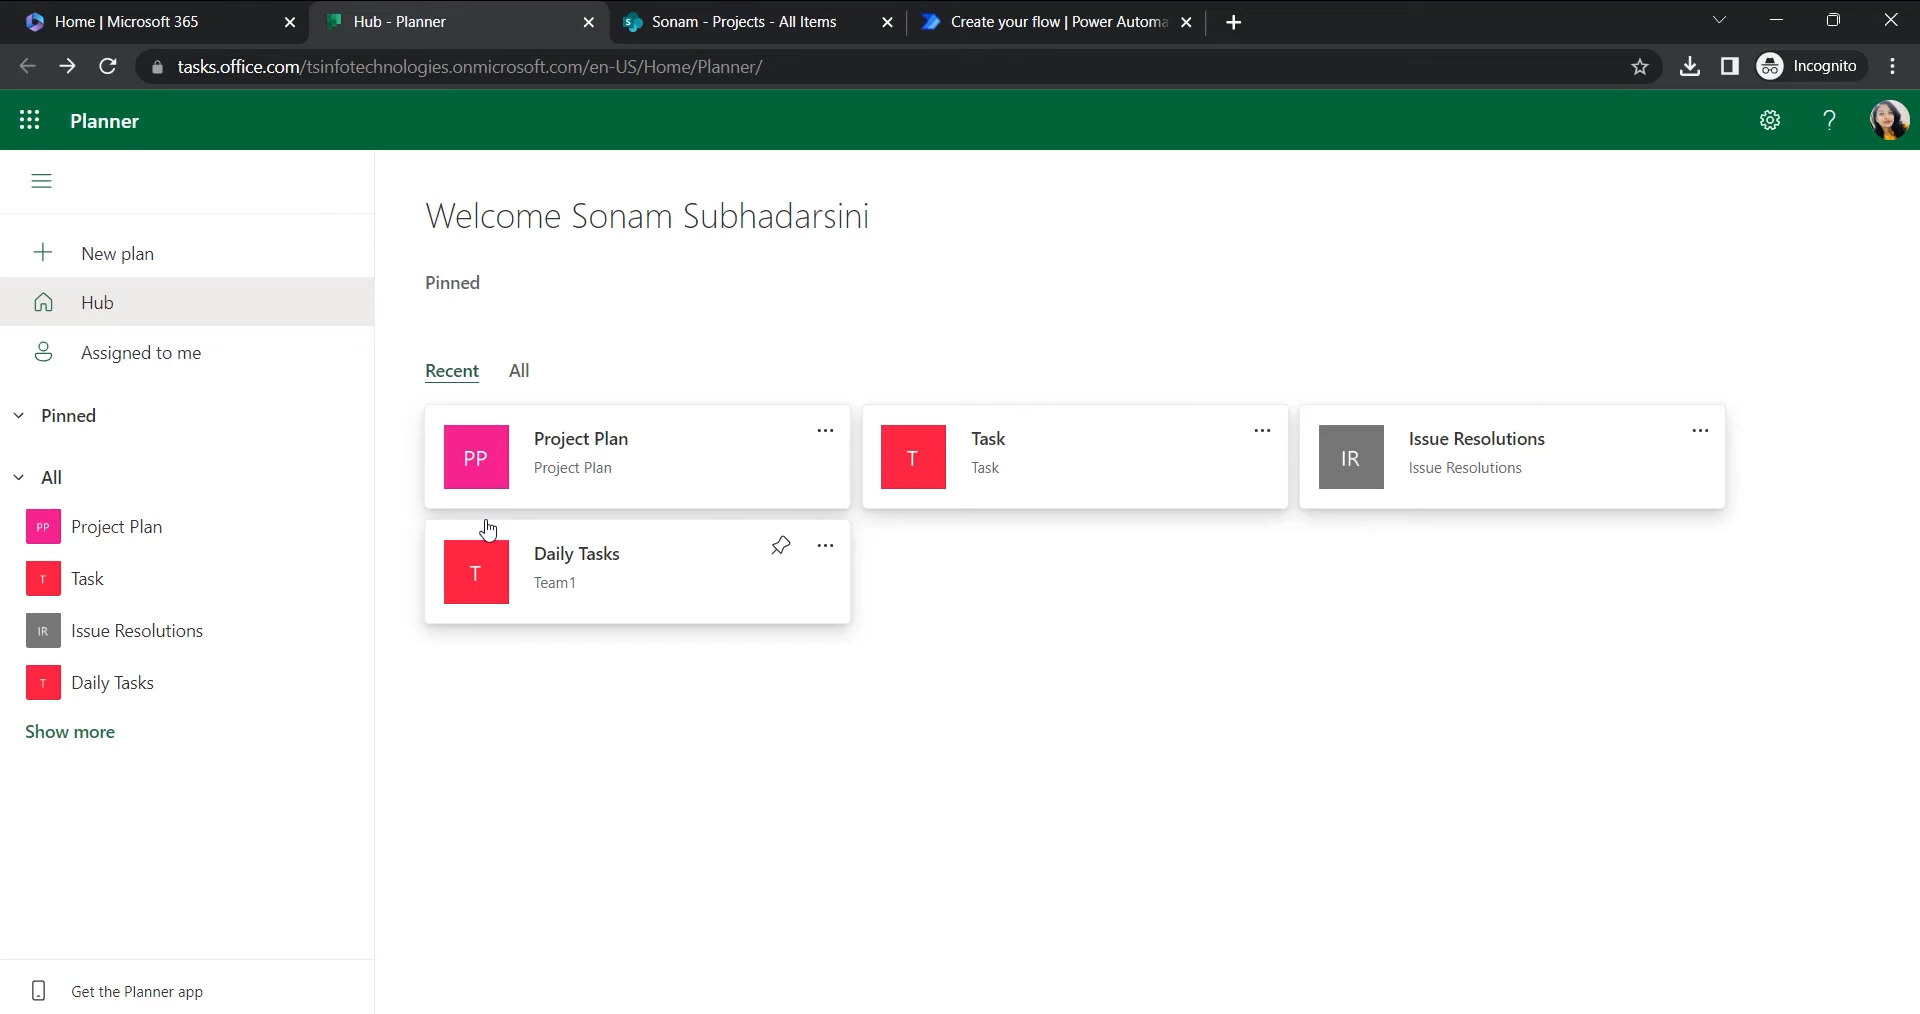 Home | Microsoft 365
Hub - Planner
Sonam - Projects - All Items
Create your flow | Power Automa
tasks.office.com/tsinfotechnologies.onmicrosoft.com/en-US/Home/Planner/
Incognito
Planner
?
New plan
Hub
Assigned to me
Pinned
All
PP Project Plan
T Task
IR Issue Resolutions
T Daily Tasks
Show more
Get the Planner app
Welcome Sonam Subhadarsini
Pinned
Recent All
PP
Project Plan
Project Plan
T
Task
Task
IR
Issue Resolutions
Issue Resolutions
T
Daily Tasks
Team1